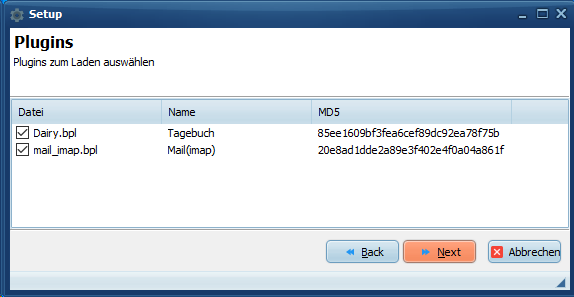 Setup
Plugins
Plugins zum Laden auswählen
Datei Name MD5
Dairy.bpl Tagebuch 85ee1609bf3fea6cef89dc92ea78f75b
mail_imap.bpl Mail(imap) 20e8ad1dde2a89e3f402e4f0a04a861f
Back Next Abbrechen